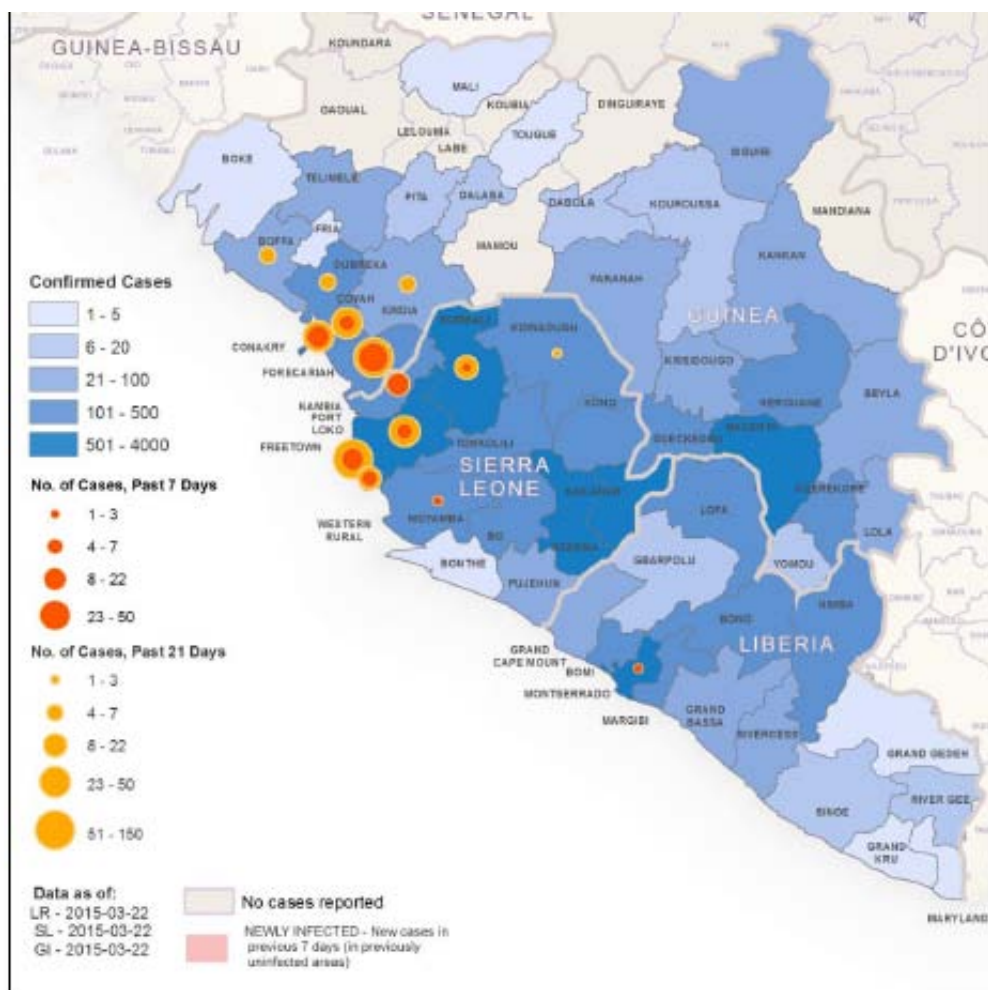 SENEGAL
GUINEA-BISSAU
KOUNDARA
MALI
KOUBIA
DINGUIRAYE
GAOUAL
LELOUMA
LABE
TOUGUE
SIGUIRI
BOKE
TELIMELE
PITA
DALABA
DABOLA
KOUROUSSA
MANDIANA
FRIA
BOFFA
MAMOU
DUBREKA
FARANAH
KANKAN
COYAH
KINDIA
GUINEA
CÔ
D'IVO
CONAKRY
KOINADUGU
KISSIDOUGO
FORECARIAH
BEYLA
KEROUANE
KAMBIA
PORT
LOKO
KONO
MACENTA
GUECKEDOU
FREETOWN
TONKOLILI
SIERRA
LEONE
KAILAHUN
NZEREKORE
LOFA
MOYAMBA
LOLA
WESTERN
RURAL
BO
KENEMA
BONTHE
GBARPOLU
YOMOU
PUJEHUN
NIMBA
BONG
LIBERIA
GRAND
CAPE MOUNT
BOMI
MONTSERRADO
MARGIBI
GRAND
BASSA
RIVERCESS
GRAND GEDEH
SINOE
RIVER GEE
GRAND
KRU
MARYLAND
Confirmed Cases
1 - 5
6 - 20
21 - 100
101 - 500
501 - 4000
No. of Cases, Past 7 Days
1 - 3
4 - 7
8 - 22
23 - 50
No. of Cases, Past 21 Days
1 - 3
4 - 7
8 - 22
23 - 50
51 - 150
Data as of:
LR - 2015-03-22
SL - 2015-03-22
GI - 2015-03-22
No cases reported
NEWLY INFECTED - New cases in
previous 7 days (in previously
uninfected areas)